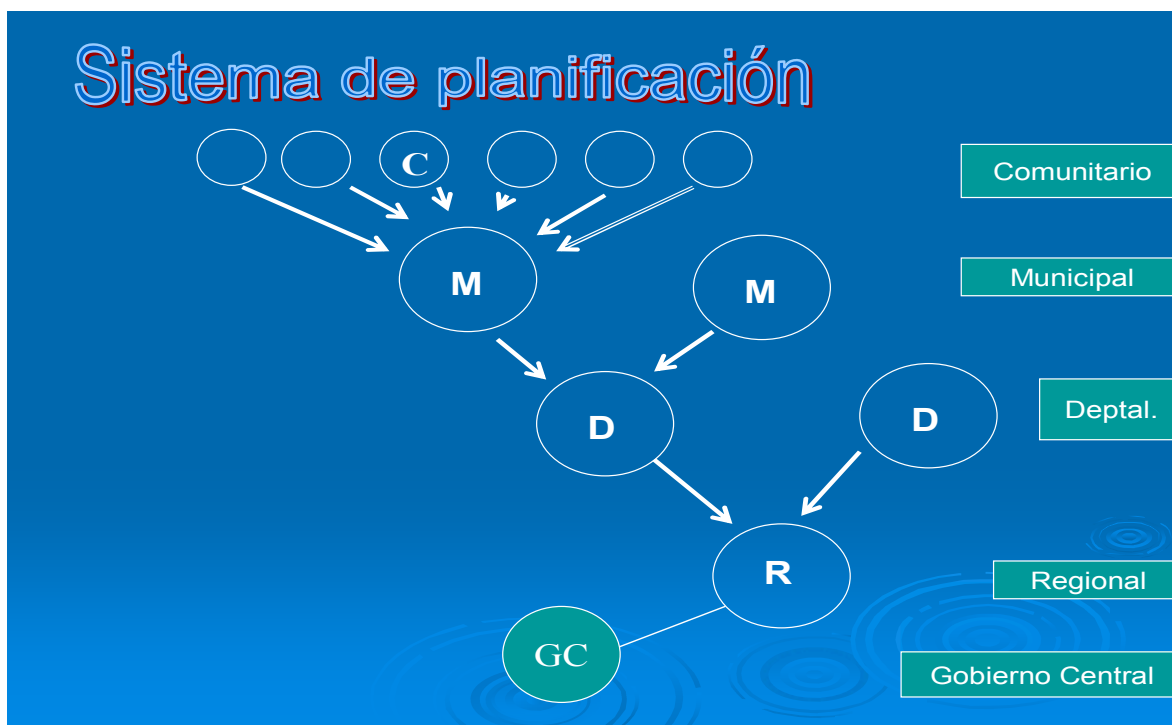 Sistema de planificación
C
Comunitario
M
M
Municipal
D
D
Deptal.
R
Regional
GC
Gobierno Central